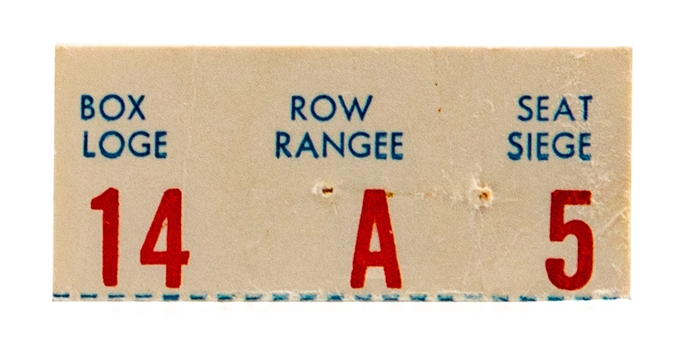 BOX ROW SEAT
LOGE RANGEE SIEGE
14 A 5